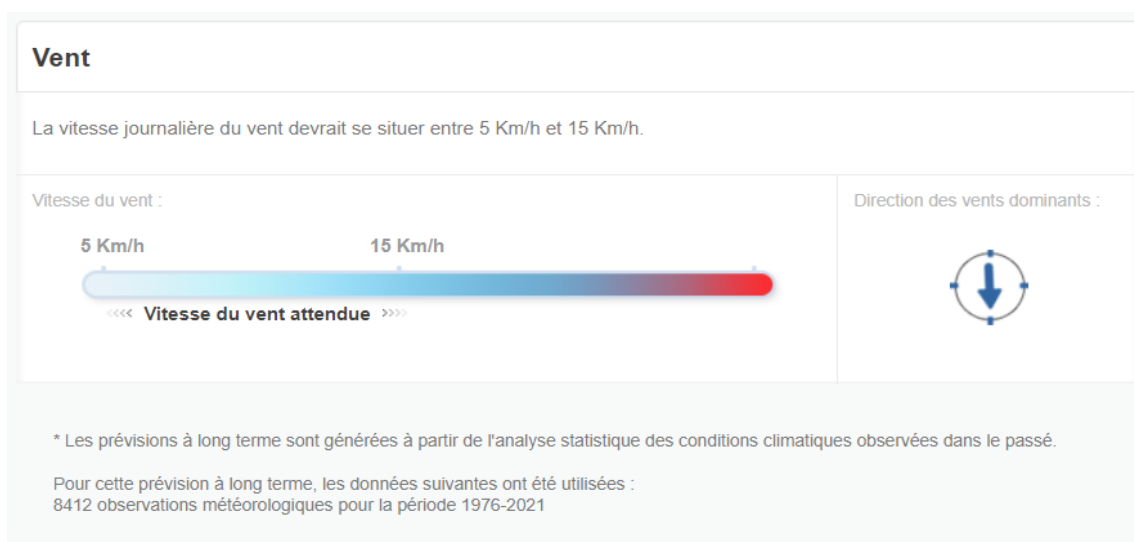 Vent
La vitesse journalière du vent devrait se situer entre 5 Km/h et 15 Km/h.
Vitesse du vent :
Direction des vents dominants :
5 Km/h
15 Km/h
Vitesse du vent attendue
* Les prévisions à long terme sont générées à partir de l'analyse statistique des conditions climatiques observées dans le passé.
Pour cette prévision à long terme, les données suivantes ont été utilisées :
8412 observations météorologiques pour la période 1976-2021